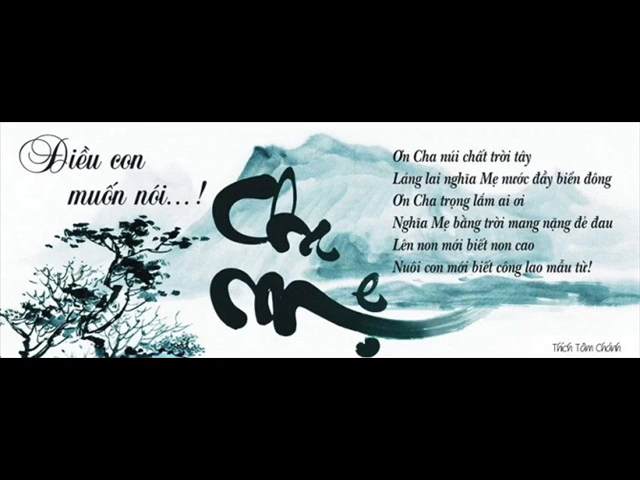 Điều con
muốn nói...!
Cha
Mẹ
Ơn Cha núi chất trời tây
Láng lai nghĩa Mẹ mước đầy biển đông
Ơn Cha trọng lắm ai ơi
Nghĩa Mẹ bằng trời mang nặng đẻ đau
Lên non mới biết non cao
Nuôi con mới biết công lao mẫu từ!
Thích Tâm Chánh